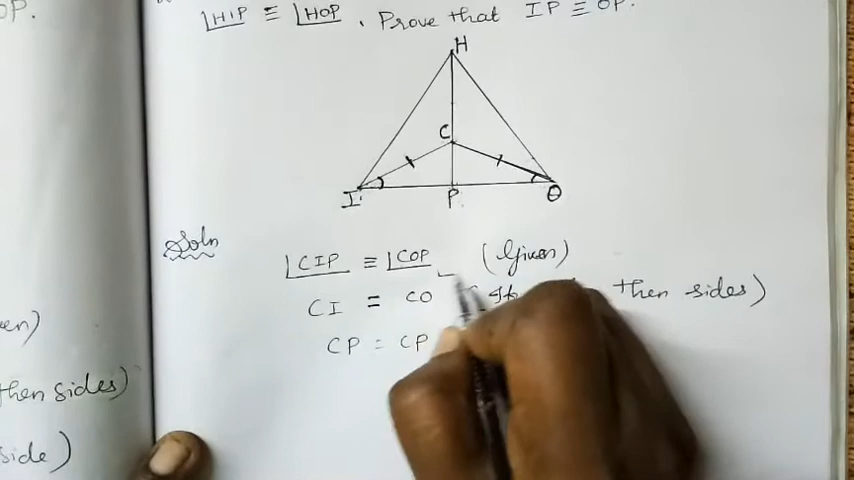 OP.
∠HIP ≡ ∠HOP . Prove that IP ≡ OP.
H
C
I P. O
Soln
∠CIP ≡ ∠COP (Given)
CI = CO then sides)
CP = CP
en)
then sides)
side)